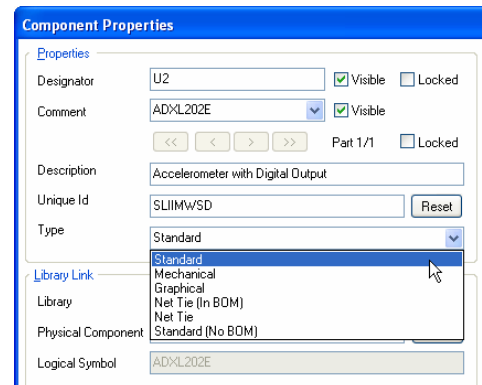 Component Properties
Properties
Designator U2 Visible Locked
Comment ADXL202E Visible
<< < > >> Part 1/1 Locked
Description Accelerometer with Digital Output
Unique Id SLIIMWSD Reset
Type Standard
Standard
Mechanical
Library Link Graphical
Library Net Tie (In BOM)
Net Tie
Physical Component Standard (No BOM)
Logical Symbol ADXL202E